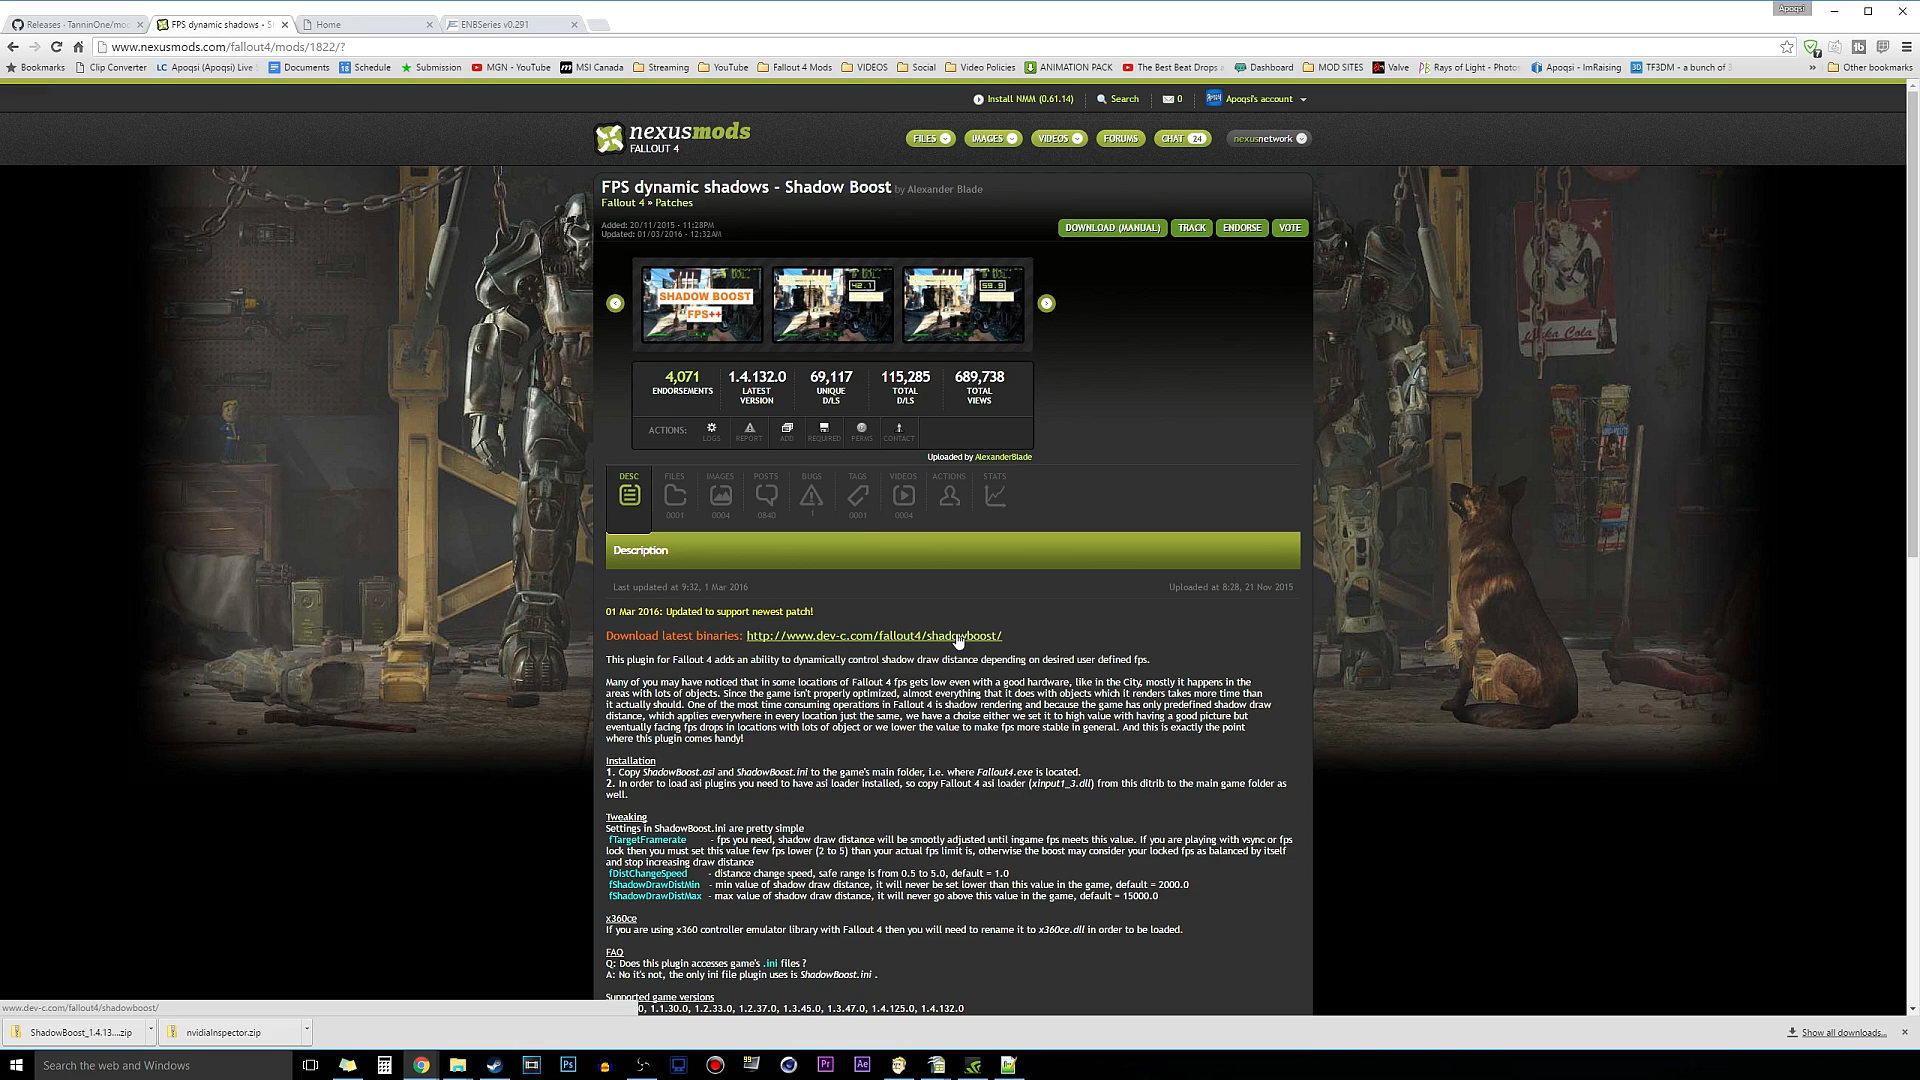 Apoqsi
Releases · TanninOne/mo
FPS dynamic shadows - S
Home
ENBSeries v0.291
www.nexusmods.com/fallout4/mods/1822/?
Bookmarks
Clip Converter
Apoqsi (Apoqsi) Live
Documents
Schedule
Submission
MGN - YouTube
MSI Canada
Streaming
YouTube
Fallout 4 Mods
VIDEOS
Social
Video Policies
ANIMATION PACK
The Best Beat Drops
Dashboard
MOD SITES
Valve
Rays of Light - Photos
Apoqsi - ImRaising
TF3DM - a bunch of 3
Other bookmarks
Install NMM (0.61.14)
Search
0
Apoqsi's account
nexusmods
FALLOUT 4
FILES
IMAGES
VIDEOS
FORUMS
CHAT 24
nexusnetwork
FPS dynamic shadows - Shadow Boost by Alexander Blade
Fallout 4 » Patches
Added: 20/11/2015 - 11:28PM
Updated: 01/03/2016 - 12:32AM
DOWNLOAD (MANUAL)
TRACK
ENDORSE
VOTE
SHADOW BOOST
FPS++
42.1
59.9
4,071 ENDORSEMENTS
1.4.132.0 LATEST VERSION
69,117 UNIQUE D/LS
115,285 TOTAL D/LS
689,738 TOTAL VIEWS
ACTIONS:
LOGS
REPORT
ADD
REQUIRED
PERMS
CONTACT
Uploaded by AlexanderBlade
DESC
FILES 0001
IMAGES 0004
POSTS 0840
BUGS 1
TAGS 0001
VIDEOS 0004
ACTIONS
STATS
Description
Last updated at 9:32, 1 Mar 2016
Uploaded at 8:28, 21 Nov 2015
01 Mar 2016: Updated to support newest patch!
Download latest binaries: http://www.dev-c.com/fallout4/shadowboost/
This plugin for Fallout 4 adds an ability to dynamically control shadow draw distance depending on desired user defined fps.
Many of you may have noticed that in some locations of Fallout 4 fps gets low even with a good hardware, like in the City, mostly it happens in the
areas with lots of objects. Since the game isn't properly optimized, almost everything that it does with objects which it renders takes more time than
it actually should. One of the most time consuming operations in Fallout 4 is shadow rendering and because the game has only predefined shadow draw
distance, which applies everywhere in every location just the same, we have a choise either we set it to high value with having a good picture but
eventually facing fps drops in locations with lots of object or we lower the value to make fps more stable in general. And this is exactly the point
where this plugin comes handy!
Installation
1. Copy ShadowBoost.asi and ShadowBoost.ini to the game's main folder, i.e. where Fallout4.exe is located.
2. In order to load asi plugins you need to have asi loader installed, so copy Fallout 4 asi loader (xinput1_3.dll) from this ditrib to the main game folder as
well.
Tweaking
Settings in ShadowBoost.ini are pretty simple
fTargetFramerate - fps you need, shadow draw distance will be smootly adjusted until ingame fps meets this value. If you are playing with vsync or fps
lock then you must set this value few fps lower (2 to 5) than your actual fps limit is, otherwise the boost may consider your locked fps as balanced by itself
and stop increasing draw distance
fDistChangeSpeed - distance change speed, safe range is from 0.5 to 5.0, default = 1.0
fShadowDrawDistMin - min value of shadow draw distance, it will never be set lower than this value in the game, default = 2000.0
fShadowDrawDistMax - max value of shadow draw distance, it will never go above this value in the game, default = 15000.0
x360ce
If you are using x360 controller emulator library with Fallout 4 then you will need to rename it to x360ce.dll in order to be loaded.
FAQ
Q: Does this plugin accesses game's .ini files ?
A: No it's not, the only ini file plugin uses is ShadowBoost.ini .
Supported game versions
0, 1.1.30.0, 1.2.33.0, 1.2.37.0, 1.3.45.0, 1.3.47.0, 1.4.125.0, 1.4.132.0
www.dev-c.com/fallout4/shadowboost/
ShadowBoost_1.4.13....zip
nvidiaInspector.zip
Show all downloads...
Search the web and Windows